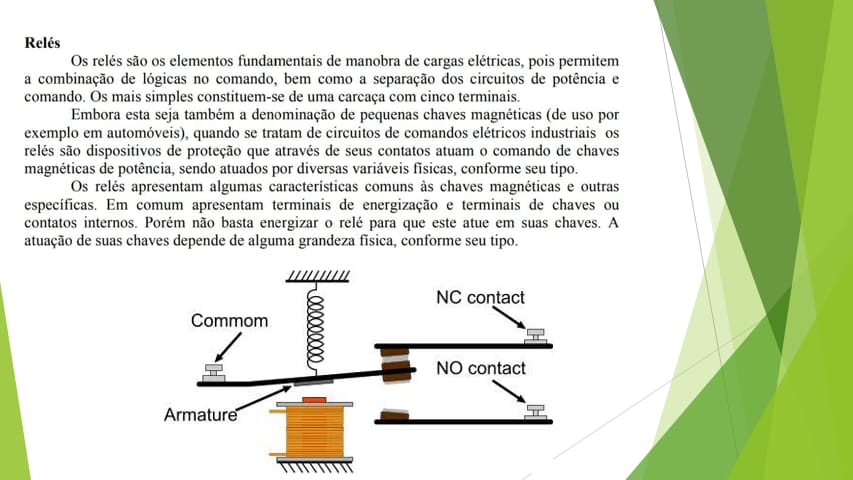 Relés
Os relés são os elementos fundamentais de manobra de cargas elétricas, pois permitem
a combinação de lógicas no comando, bem como a separação dos circuitos de potência e
comando. Os mais simples constituem-se de uma carcaça com cinco terminais.
Embora esta seja também a denominação de pequenas chaves magnéticas (de uso por
exemplo em automóveis), quando se tratam de circuitos de comandos elétricos industriais os
relés são dispositivos de proteção que através de seus contatos atuam o comando de chaves
magnéticas de potência, sendo atuados por diversas variáveis físicas, conforme seu tipo.
Os relés apresentam algumas características comuns às chaves magnéticas e outras
específicas. Em comum apresentam terminais de energização e terminais de chaves ou
contatos internos. Porém não basta energizar o relé para que este atue em suas chaves. A
atuação de suas chaves depende de alguma grandeza física, conforme seu tipo.
NC contact
Commom
NO contact
Armature